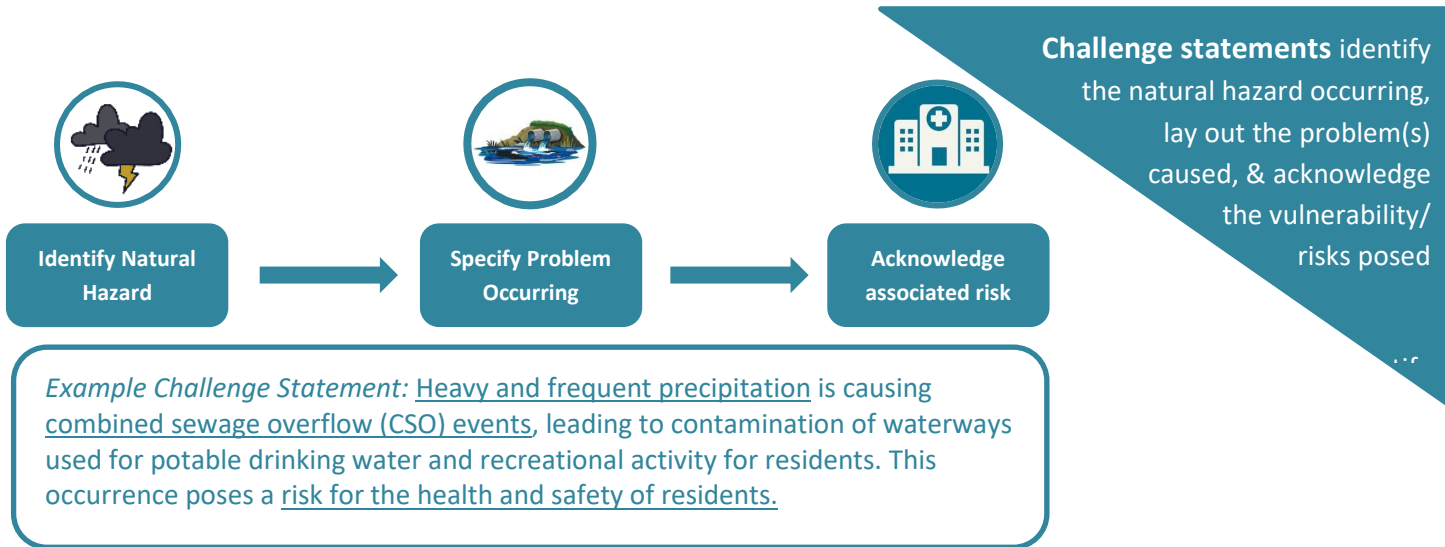 Challenge statements identify
the natural hazard occurring,
lay out the problem(s)
caused, & acknowledge
the vulnerability/
risks posed
Identify Natural
Hazard
Specify Problem
Occurring
Acknowledge
associated risk
Example Challenge Statement: Heavy and frequent precipitation is causing
combined sewage overflow (CSO) events, leading to contamination of waterways
used for potable drinking water and recreational activity for residents. This
occurrence poses a risk for the health and safety of residents.